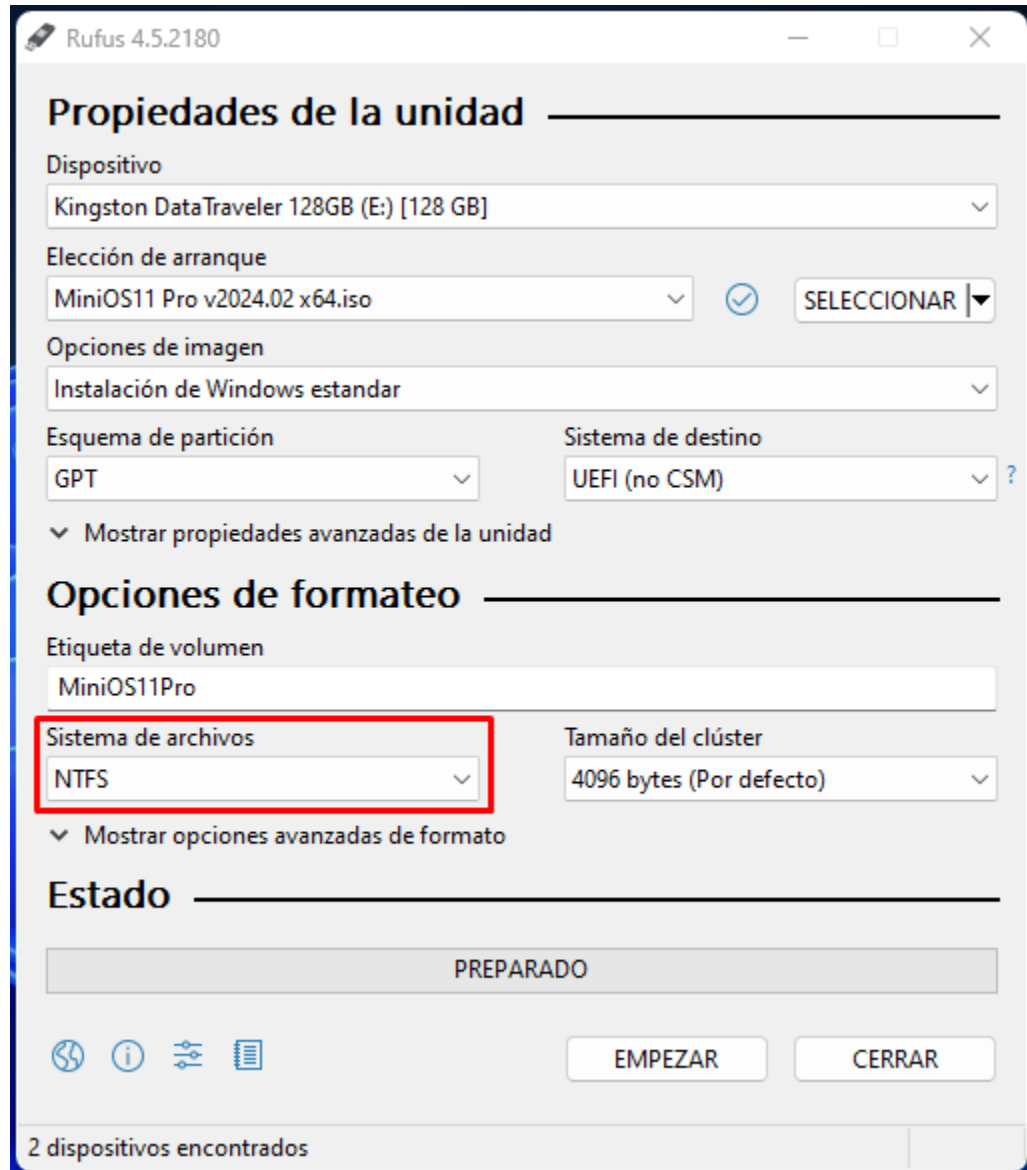 Rufus 4.5.2180
Propiedades de la unidad
Dispositivo
Kingston DataTraveler 128GB (E:) [128 GB]
Elección de arranque
MiniOS11 Pro v2024.02 x64.iso
SELECCIONAR
Opciones de imagen
Instalación de Windows estandar
Esquema de partición
Sistema de destino
GPT
UEFI (no CSM)
?
Mostrar propiedades avanzadas de la unidad
Opciones de formateo
Etiqueta de volumen
MiniOS11Pro
Sistema de archivos
Tamaño del clúster
NTFS
4096 bytes (Por defecto)
Mostrar opciones avanzadas de formato
Estado
PREPARADO
EMPEZAR
CERRAR
2 dispositivos encontrados